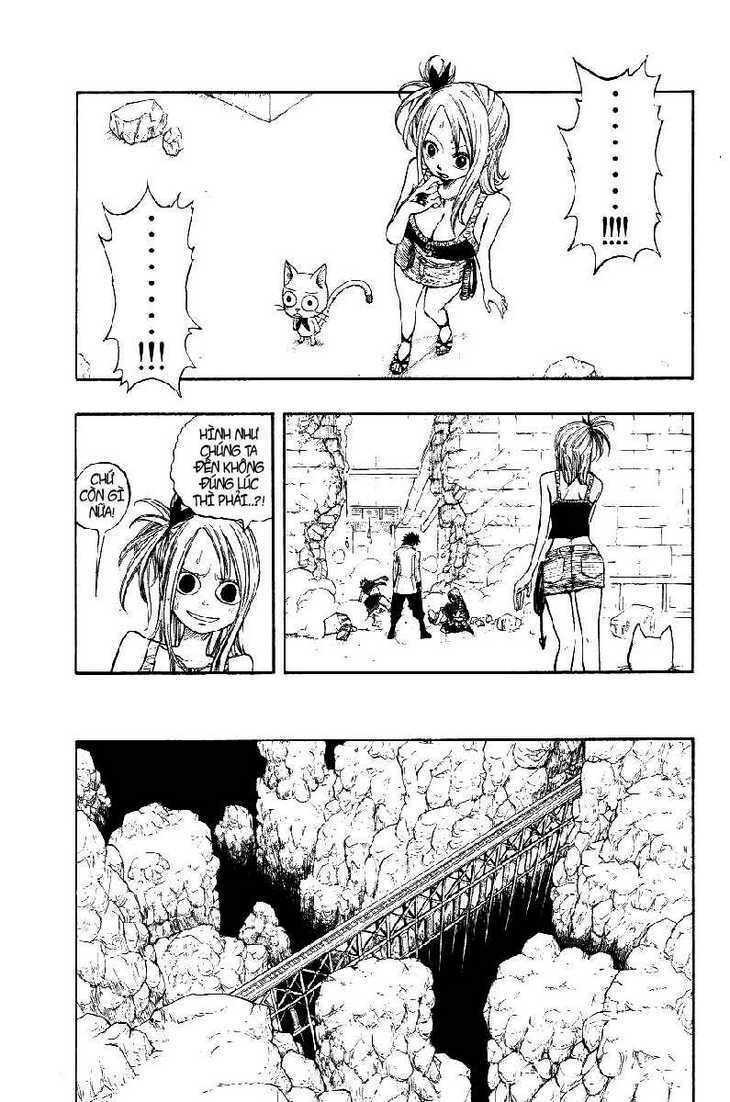 .........!!!!
.........!!!
HÌNH NHƯ
CHÚNG TA
ĐẾN KHÔNG
ĐÚNG LÚC
THÌ PHẢI..?!
CHỨ
CÒN GÌ
NỮA!